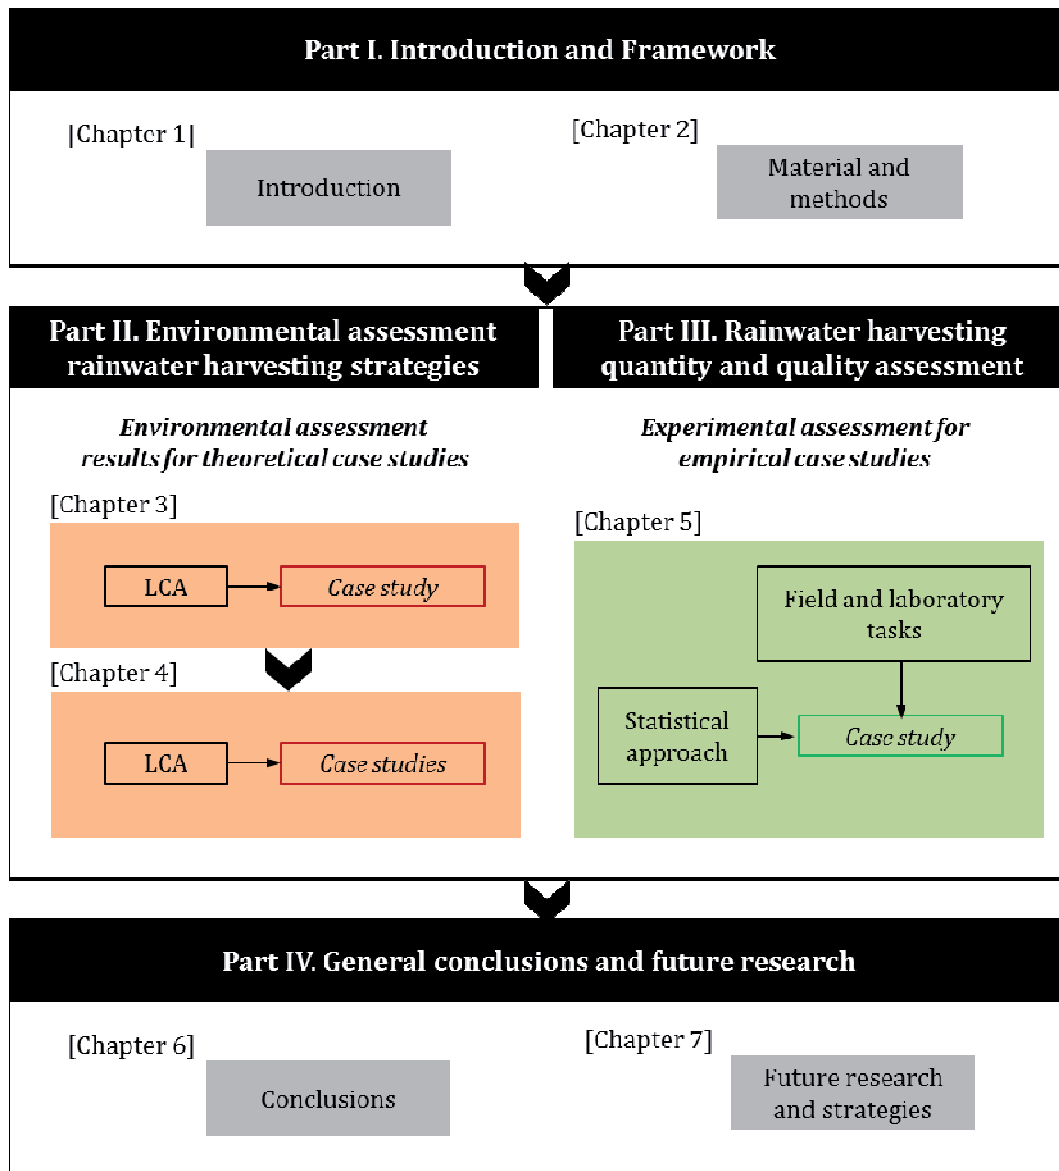 Part I. Introduction and Framework
[Chapter 1]
Introduction
[Chapter 2]
Material and
methods
Part II. Environmental assessment
rainwater harvesting strategies
Environmental assessment
results for theoretical case studies
[Chapter 3]
LCA
Case study
[Chapter 4]
LCA
Case studies
Part III. Rainwater harvesting
quantity and quality assessment
Experimental assessment for
empirical case studies
[Chapter 5]
Field and laboratory
tasks
Statistical
approach
Case study
Part IV. General conclusions and future research
[Chapter 6]
Conclusions
[Chapter 7]
Future research
and strategies